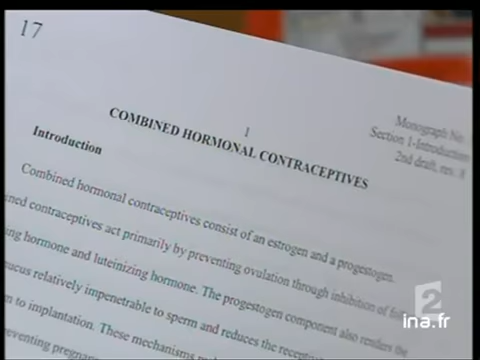 17
1
Monograph No.
Section 1-Introduction
2nd draft, rev. 8
COMBINED HORMONAL CONTRACEPTIVES
Introduction
Combined hormonal contraceptives consist of an estrogen and a progestogen.
contraceptives act primarily by preventing ovulation through inhibition of
hormone and luteinizing hormone. The progestogen component also renders the
relatively impenetrable to sperm and reduces the
to implantation. These mechanisms
2
ina.fr